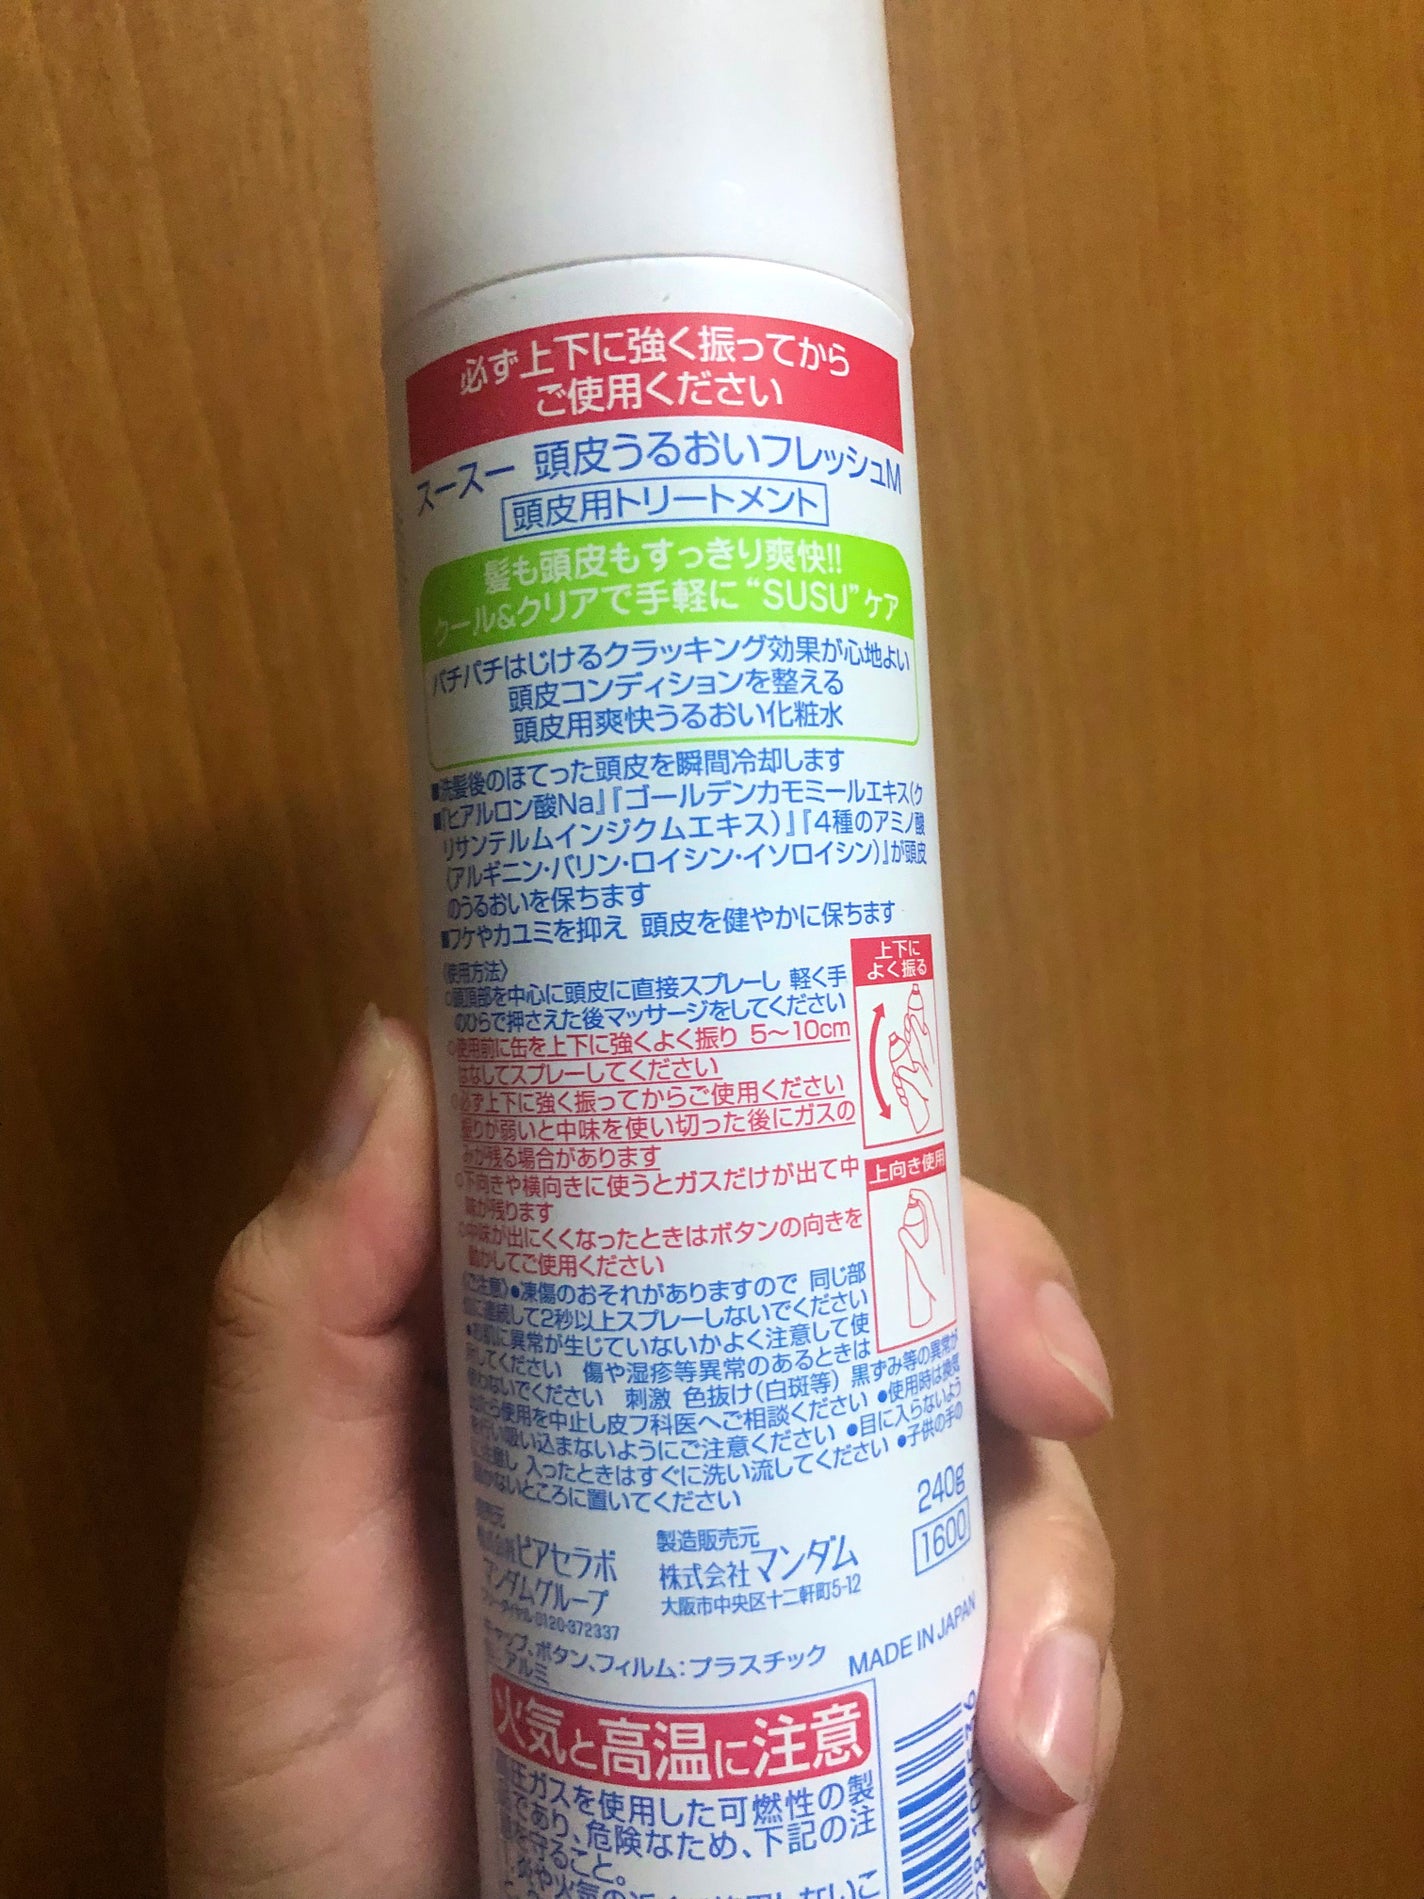 必ず上下に強く振ってから
ご使用ください
スースー 頭皮うるおいフレッシュM
頭皮用トリートメント
髪も頭皮もすっきり爽快!!
クール&クリアで手軽に“SUSU”ケア
パチパチはじけるクラッキング効果が心地よい
頭皮コンディションを整える
頭皮用爽快うるおい化粧水
■洗髪後のほてった頭皮を瞬間冷却します
■『ヒアルロン酸Na』『ゴールデンカモミールエキス(ク
リサンテルムインジクムエキス)』『4種のアミノ酸
(アルギニン・バリン・ロイシン・イソロイシン)』が頭皮
のうるおいを保ちます
■フケやカユミを抑え 頭皮を健やかに保ちます
《使用方法》
○頭頂部を中心に頭皮に直接スプレーし 軽く手
のひらで押さえた後マッサージをしてください
○使用前に缶を上下に強くよく振り 5〜10cm
はなしてスプレーしてください
○必ず上下に強く振ってからご使用ください
振りが弱いと中味を使い切った後にガスの
みが残る場合があります
○下向きや横向きに使うとガスだけが出て中
味が残ります
○中味が出にくくなったときはボタンの向きを
動かしてご使用ください
上下に
よく振る
上向き使用
《ご注意》●凍傷のおそれがありますので 同じ部
位に連続して2秒以上スプレーしないでください
●お肌に異常が生じていないかよく注意して使
用してください 傷や湿疹等異常のあるときは
使わないでください 刺激 色抜け(白斑等) 黒ずみ等の異常が
出たら使用を中止し皮フ科医へご相談ください ●使用時は換気
を行い吸い込まないようにご注意ください ●目に入らないよう
に注意し 入ったときはすぐに洗い流してください ●子供の手の
届かないところに置いてください
240g
1600
発売元
株式会社ピアセラボ
マンダムグループ
フリーダイヤル・0120-372337
製造販売元
株式会社マンダム
大阪市中央区十二軒町5-12
キャップ、ボタン、フィルム:プラスチック
アルミ
MADE IN JAPAN
火気と高温に注意
高圧ガスを使用した可燃性の製
品であり、危険なため、下記の注
意を守ること。